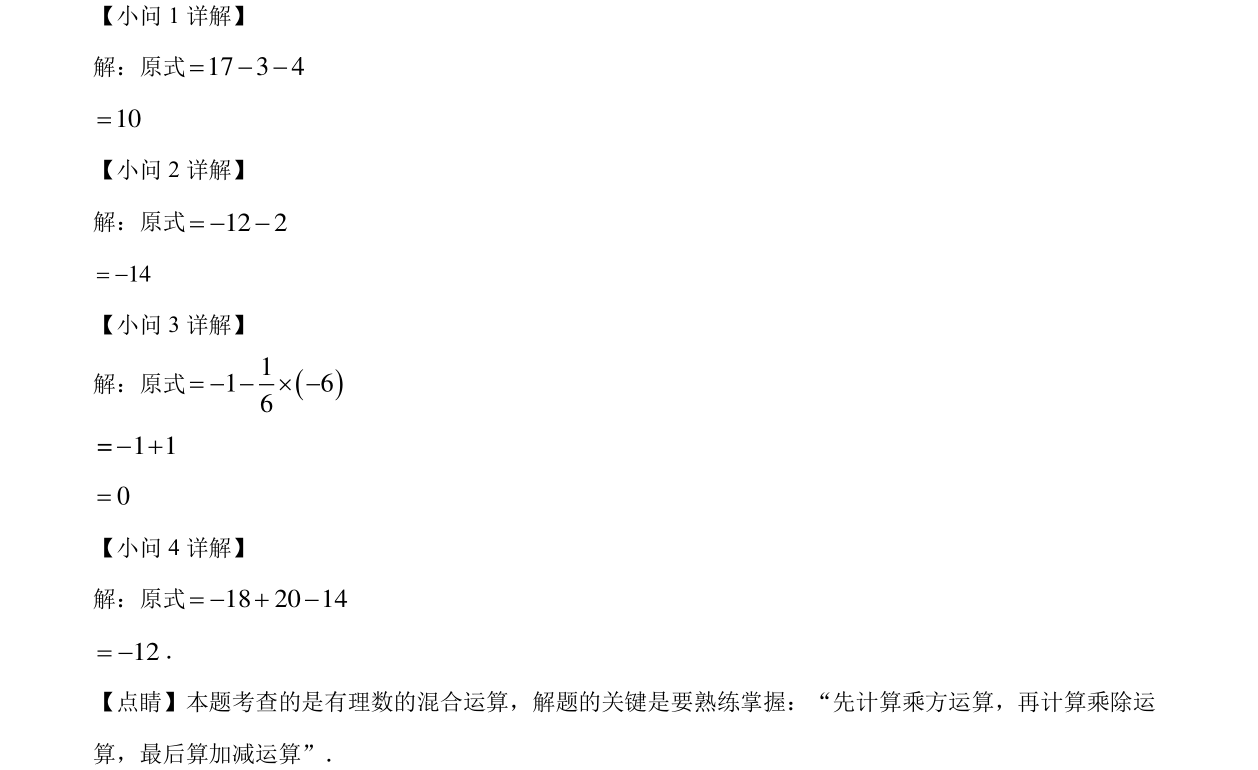 【小问 1 详解】
解：原式=17−3−4
=10
【小问 2 详解】
解：原式=−12−2
=−14
【小问 3 详解】
解：原式=−1−1/6×(−6)
=−1+1
=0
【小问 4 详解】
解：原式=−18+20−14
=−12．
【点睛】本题考查的是有理数的混合运算，解题的关键是要熟练掌握：“先计算乘方运算，再计算乘除运
算，最后算加减运算”．